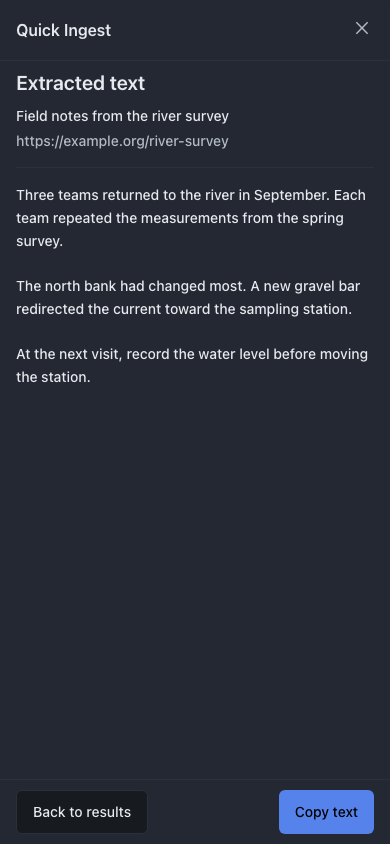 Quick Ingest
Extracted text
Field notes from the river survey
https://example.org/river-survey
Three teams returned to the river in September. Each
team repeated the measurements from the spring
survey.
The north bank had changed most. A new gravel bar
redirected the current toward the sampling station.
At the next visit, record the water level before moving
the station.
Back to results
Copy text